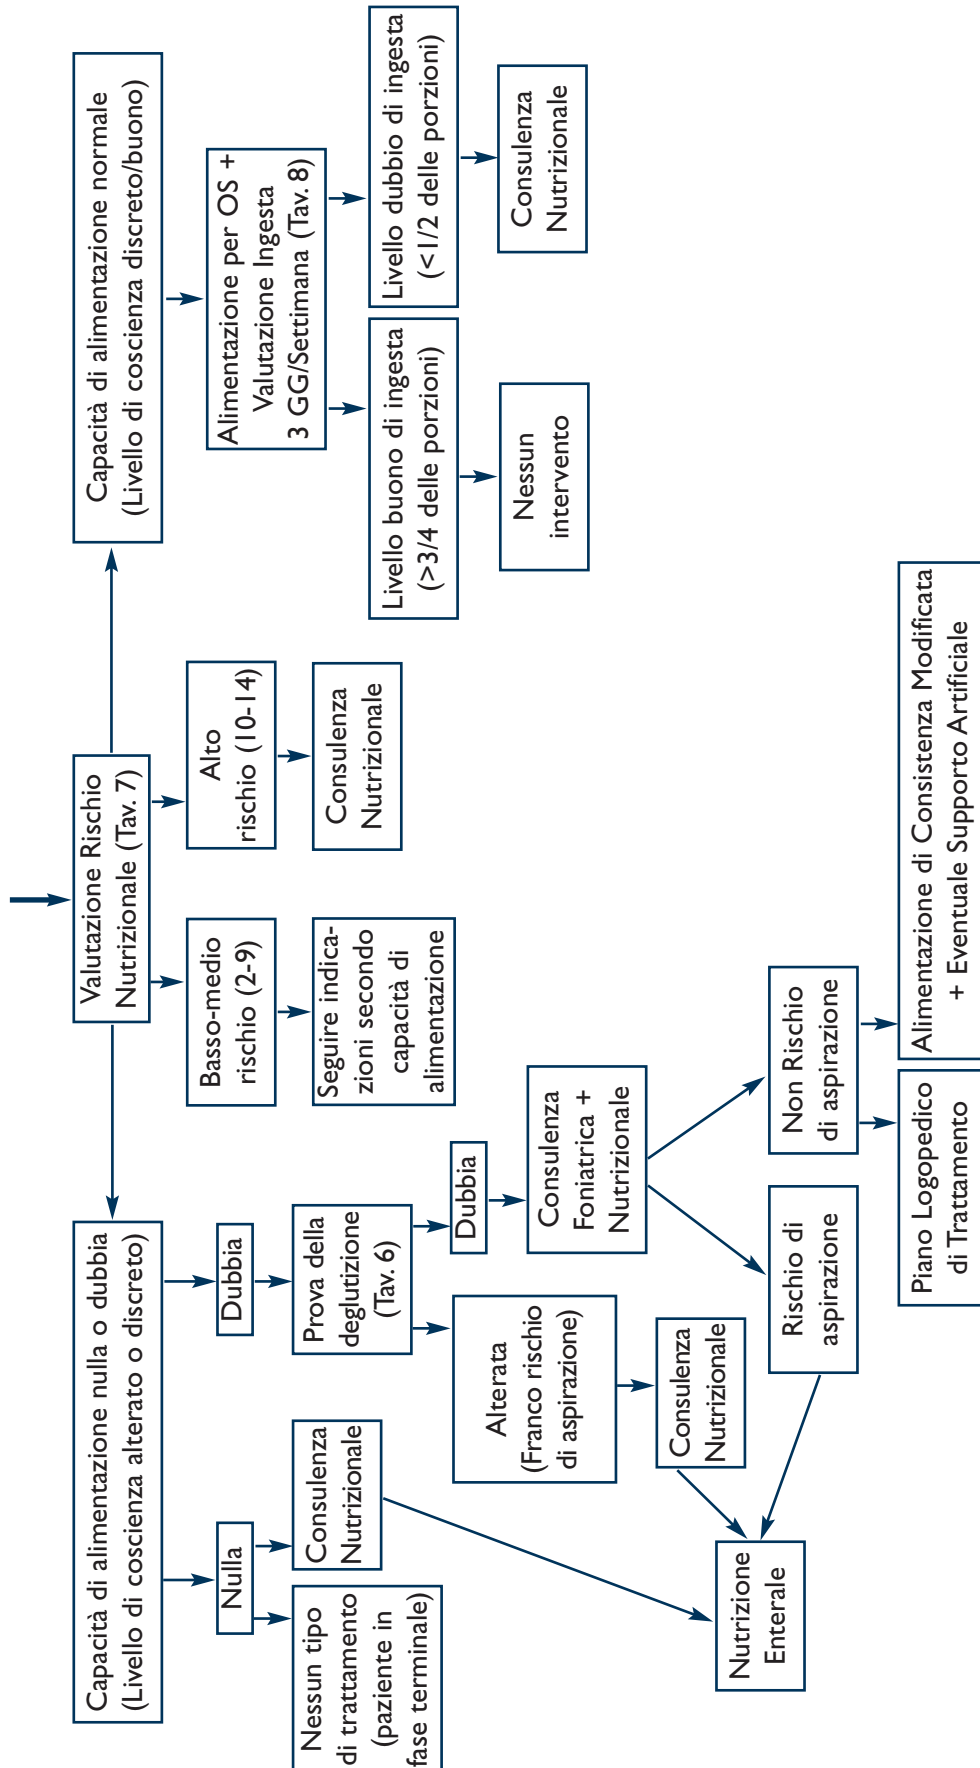 Valutazione Rischio
Nutrizionale (Tav. 7)
Capacità di alimentazione nulla o dubbia
(Livello di coscienza alterato o discreto)
Basso-medio
rischio (2-9)
Alto
rischio (10-14)
Capacità di alimentazione normale
(Livello di coscienza discreto/buono)
Nulla
Dubbia
Seguire indica-
zioni secondo
capacità di
alimentazione
Consulenza
Nutrizionale
Alimentazione per OS +
Valutazione Ingesta
3 GG/Settimana (Tav. 8)
Nessun tipo
di trattamento
(paziente in
fase terminale)
Consulenza
Nutrizionale
Prova della
deglutizione
(Tav. 6)
Livello buono di ingesta
(>3/4 delle porzioni)
Livello dubbio di ingesta
(<1/2 delle porzioni)
Alterata
(Franco rischio
di aspirazione)
Dubbia
Nessun
intervento
Consulenza
Nutrizionale
Consulenza
Foniatrica +
Nutrizionale
Consulenza
Nutrizionale
Nutrizione
Enterale
Rischio di
aspirazione
Non Rischio
di aspirazione
Piano Logopedico
di Trattamento
Alimentazione di Consistenza Modificata
+ Eventuale Supporto Artificiale